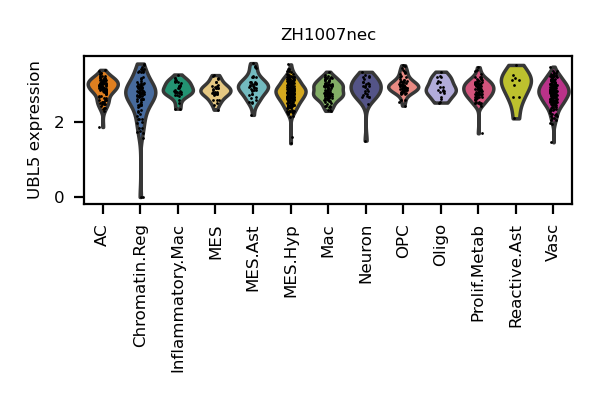 ZH1007nec
UBL5 expression
2
0
AC
Chromatin.Reg
Inflammatory.Mac
MES
MES.Ast
MES.Hyp
Mac
Neuron
OPC
Oligo
Prolif.Metab
Reactive.Ast
Vasc